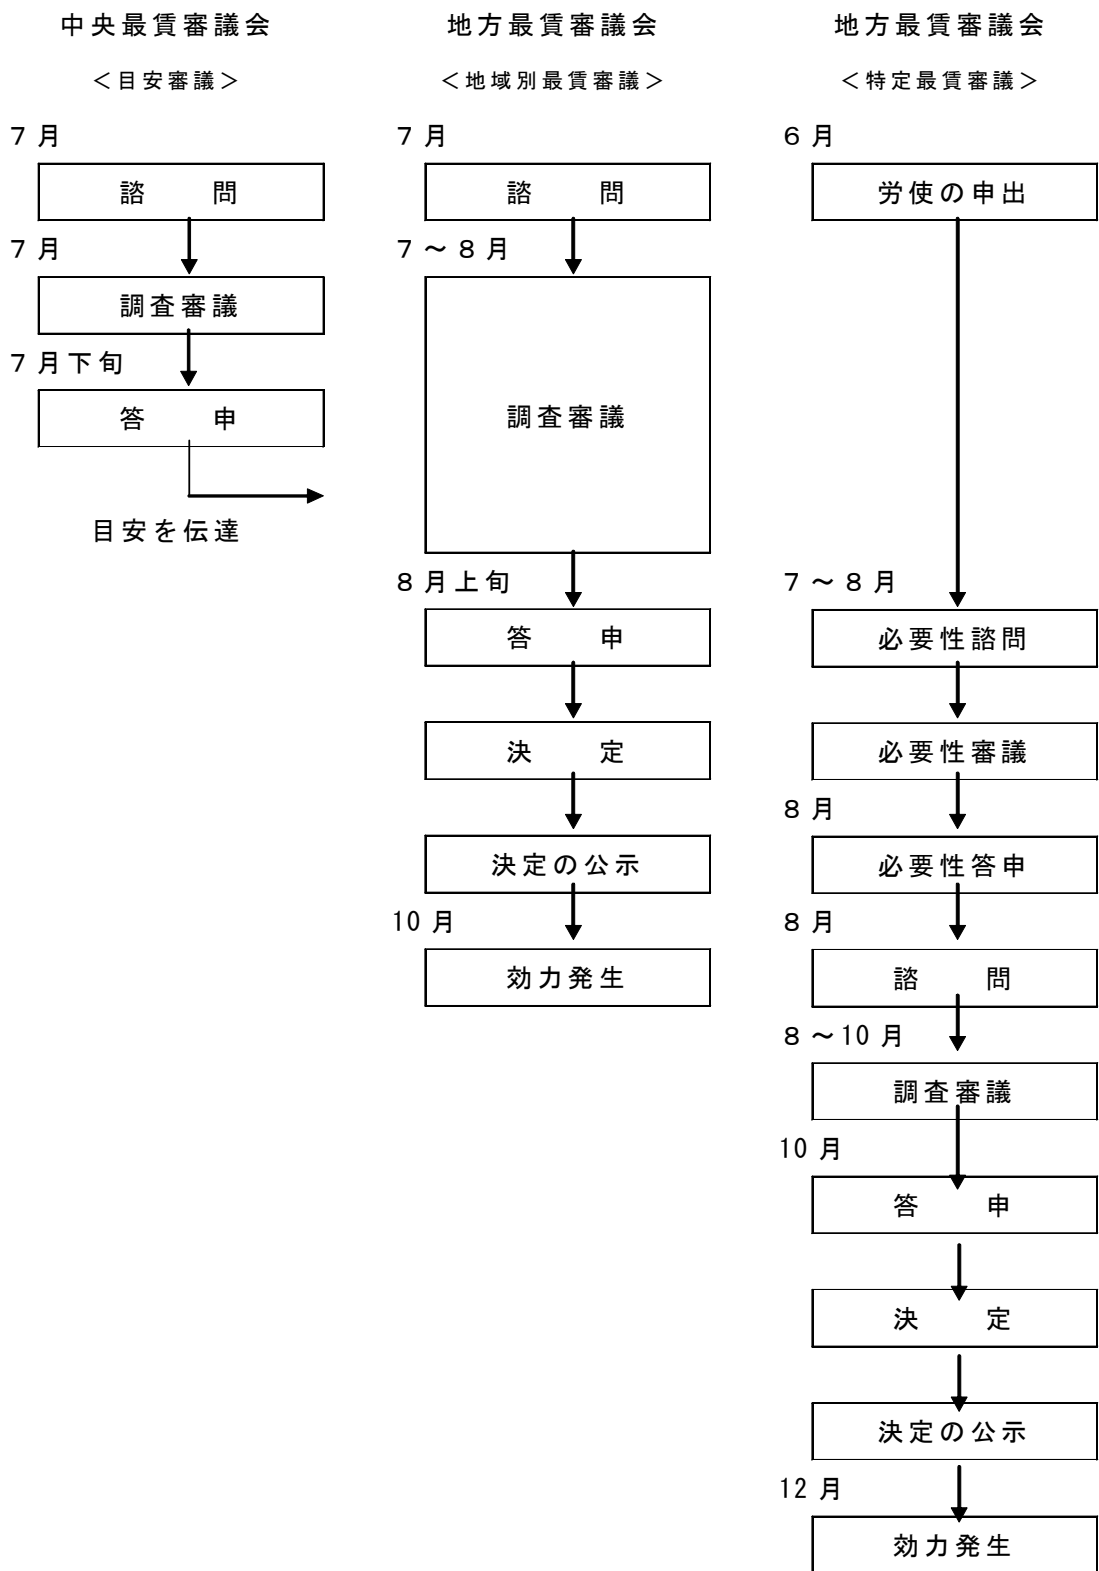 中央最賃審議会
＜目安審議＞
7月
諮　問
7月
調査審議
7月下旬
答　申
目安を伝達
地方最賃審議会
＜地域別最賃審議＞
7月
諮　問
7～8月
調査審議
8月上旬
答　申
決　定
決定の公示
10月
効力発生
地方最賃審議会
＜特定最賃審議＞
6月
労使の申出
7～8月
必要性諮問
必要性審議
8月
必要性答申
8月
諮　問
8～10月
調査審議
10月
答　申
決　定
決定の公示
12月
効力発生